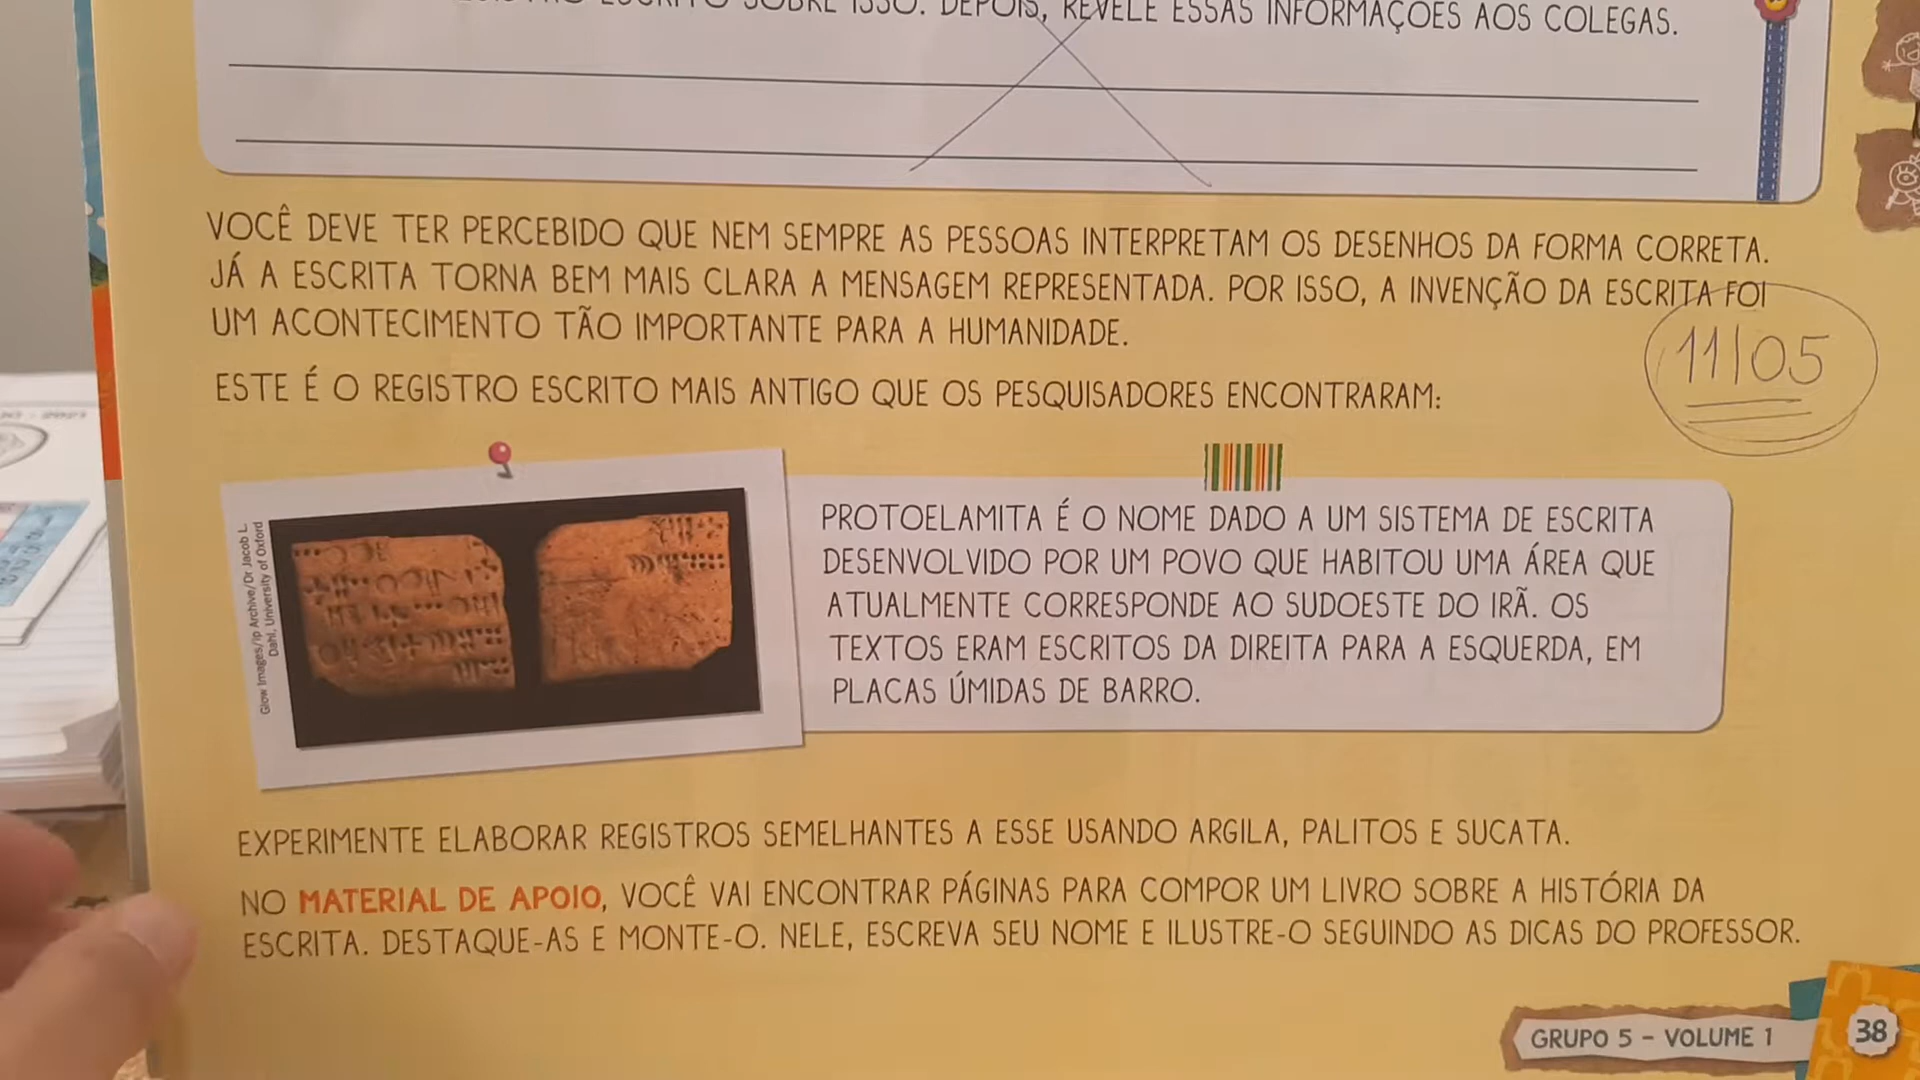 ESCRITO SOBRE ISSO. DEPOIS, REVELE ESSAS INFORMAÇÕES AOS COLEGAS.
VOCÊ DEVE TER PERCEBIDO QUE NEM SEMPRE AS PESSOAS INTERPRETAM OS DESENHOS DA FORMA CORRETA.
JÁ A ESCRITA TORNA BEM MAIS CLARA A MENSAGEM REPRESENTADA. POR ISSO, A INVENÇÃO DA ESCRITA FOI
UM ACONTECIMENTO TÃO IMPORTANTE PARA A HUMANIDADE.
11/05
ESTE É O REGISTRO ESCRITO MAIS ANTIGO QUE OS PESQUISADORES ENCONTRARAM:
Glow Images/ip Archive/Dr Jacob L.
Dahl, University of Oxford
PROTOELAMITA É O NOME DADO A UM SISTEMA DE ESCRITA
DESENVOLVIDO POR UM POVO QUE HABITOU UMA ÁREA QUE
ATUALMENTE CORRESPONDE AO SUDOESTE DO IRÃ. OS
TEXTOS ERAM ESCRITOS DA DIREITA PARA A ESQUERDA, EM
PLACAS ÚMIDAS DE BARRO.
EXPERIMENTE ELABORAR REGISTROS SEMELHANTES A ESSE USANDO ARGILA, PALITOS E SUCATA.
NO MATERIAL DE APOIO, VOCÊ VAI ENCONTRAR PÁGINAS PARA COMPOR UM LIVRO SOBRE A HISTÓRIA DA
ESCRITA. DESTAQUE-AS E MONTE-O. NELE, ESCREVA SEU NOME E ILUSTRE-O SEGUINDO AS DICAS DO PROFESSOR.
GRUPO 5 - VOLUME 1
38